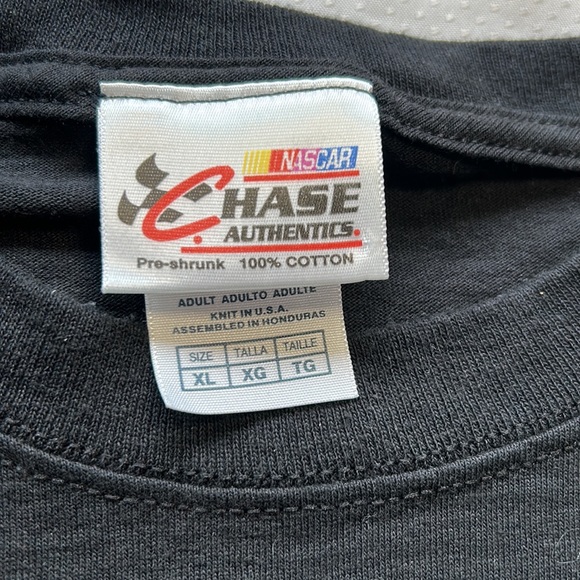 NASCAR
CHASE
AUTHENTICS.
Pre-shrunk 100% COTTON
ADULT ADULTO ADULTE
KNIT IN U.S.A.
ASSEMBLED IN HONDURAS
SIZE TALLA TAILLE
XL XG TG